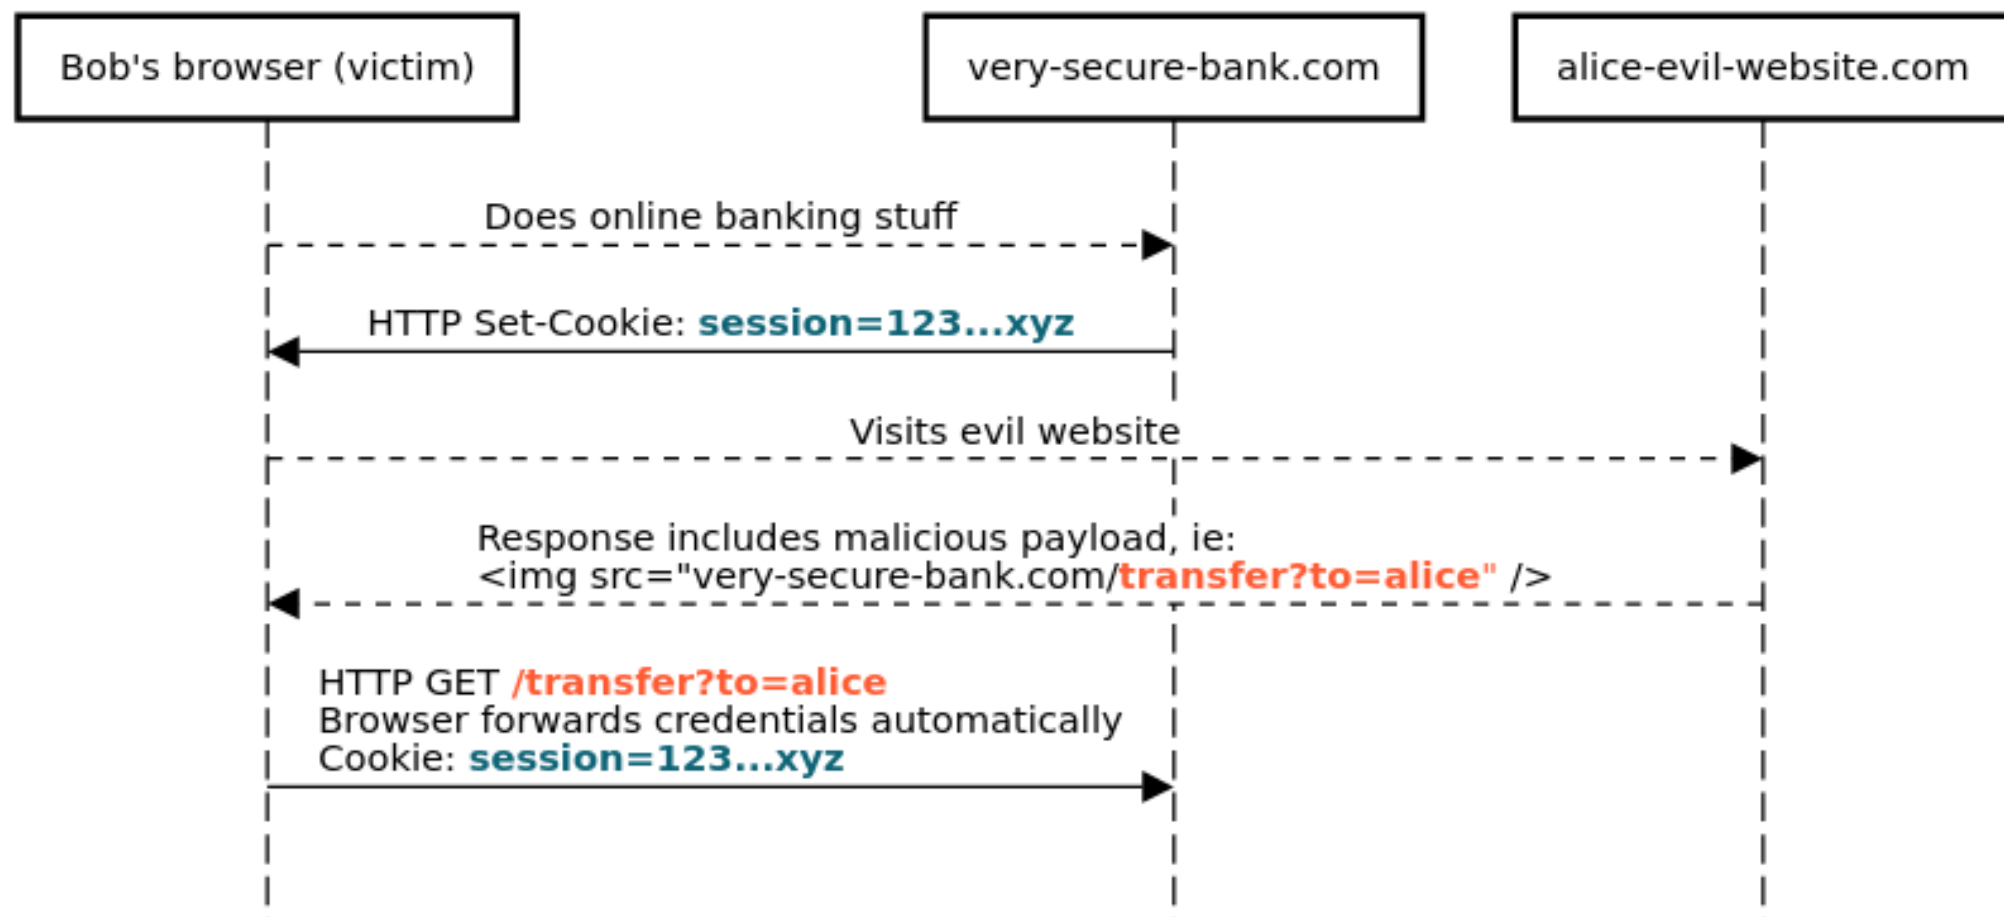 Bob's browser (victim)
very-secure-bank.com
alice-evil-website.com
Does online banking stuff
HTTP Set-Cookie: session=123...xyz
Visits evil website
Response includes malicious payload, ie:
<img src="very-secure-bank.com/transfer?to=alice" />
HTTP GET /transfer?to=alice
Browser forwards credentials automatically
Cookie: session=123...xyz